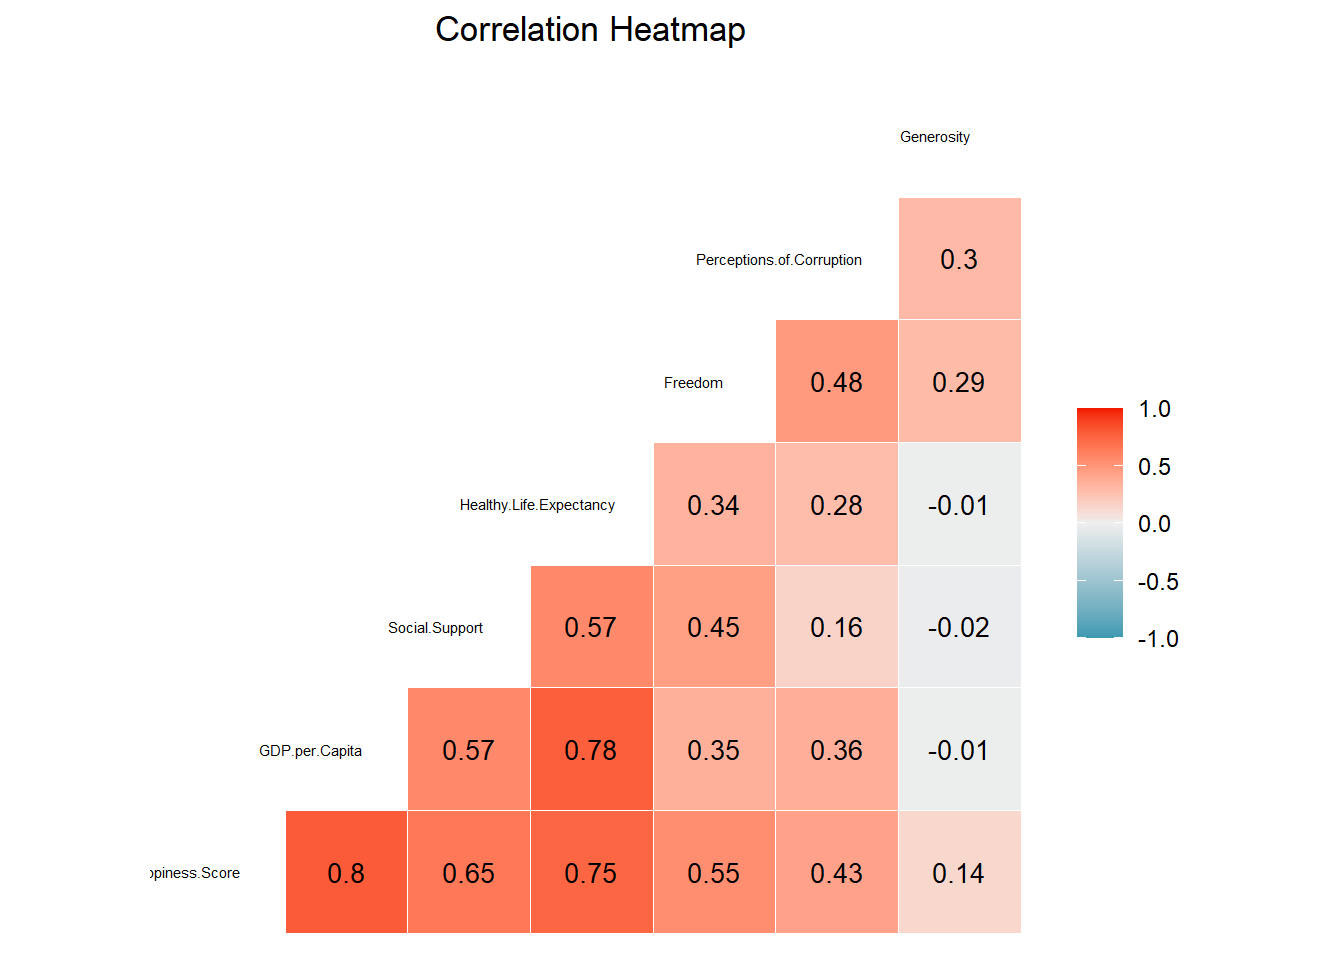 Correlation Heatmap
Generosity
Perceptions.of.Corruption 0.3
Freedom 0.48 0.29
Healthy.Life.Expectancy 0.34 0.28 -0.01
Social.Support 0.57 0.45 0.16 -0.02
GDP.per.Capita 0.57 0.78 0.35 0.36 -0.01
opiness.Score 0.8 0.65 0.75 0.55 0.43 0.14
1.0
0.5
0.0
-0.5
-1.0